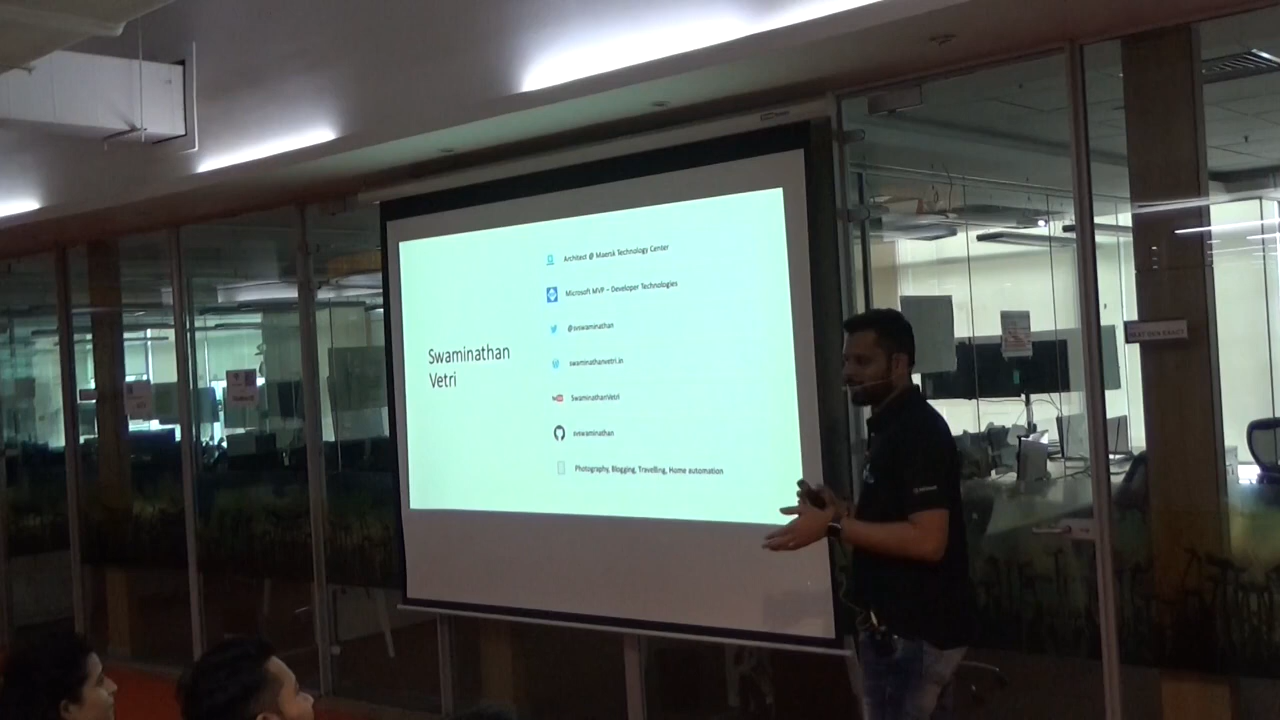 Swaminathan
Vetri
Architect @ Maersk Technology Center
Microsoft MVP – Developer Technologies
@svswaminathan
swaminathanvetri.in
SwaminathanVetri
svswaminathan
Photography, Blogging, Travelling, Home automation